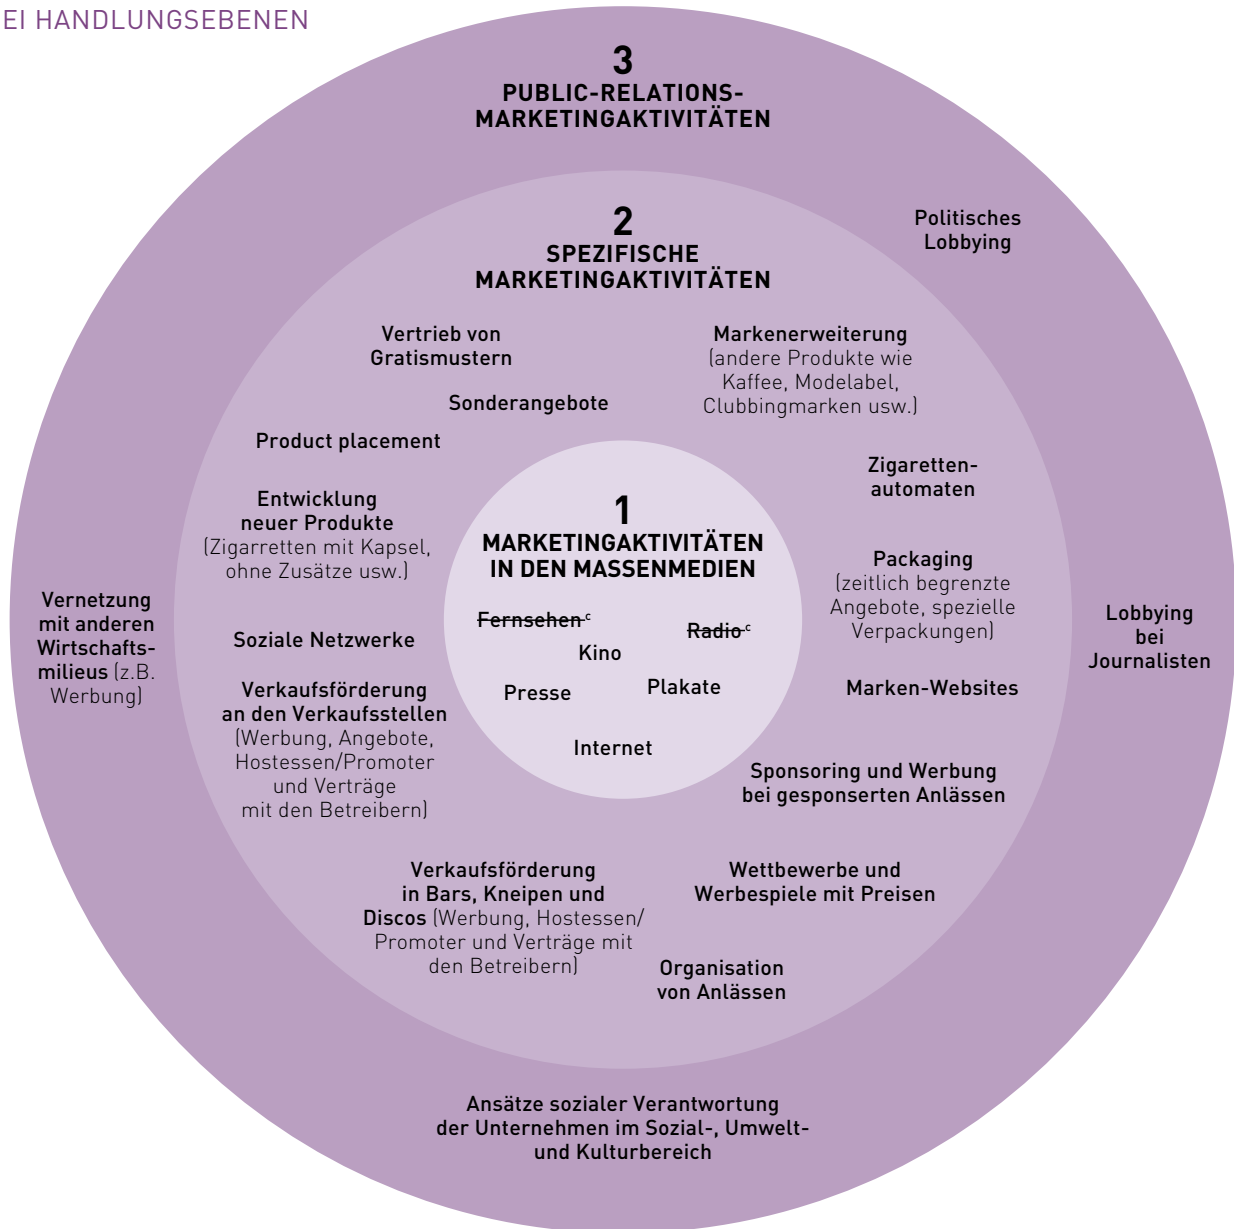 EI HANDLUNGSEBENEN
3
PUBLIC-RELATIONS-
MARKETINGAKTIVITÄTEN
Politisches
Lobbying
2
SPEZIFISCHE
MARKETINGAKTIVITÄTEN
Vertrieb von
Gratismustern
Markenerweiterung
(andere Produkte wie
Kaffee, Modelabel,
Clubbingmarken usw.)
Sonderangebote
Product placement
Zigaretten-
automaten
Entwicklung
neuer Produkte
(Zigarretten mit Kapsel,
ohne Zusätze usw.)
1
MARKETINGAKTIVITÄTEN
IN DEN MASSENMEDIEN
Fernsehen c
Radio c
Kino
Presse
Plakate
Internet
Packaging
(zeitlich begrenzte
Angebote, spezielle
Verpackungen)
Vernetzung
mit anderen
Wirtschafts-
milieus (z.B.
Werbung)
Lobbying
bei
Journalisten
Soziale Netzwerke
Verkaufsförderung
an den Verkaufsstellen
(Werbung, Angebote,
Hostessen/Promoter
und Verträge
mit den Betreibern)
Marken-Websites
Sponsoring und Werbung
bei gesponserten Anlässen
Verkaufsförderung
in Bars, Kneipen und
Discos (Werbung, Hostessen/
Promoter und Verträge mit
den Betreibern)
Wettbewerbe und
Werbespiele mit Preisen
Organisation
von Anlässen
Ansätze sozialer Verantwortung
der Unternehmen im Sozial-, Umwelt-
und Kulturbereich